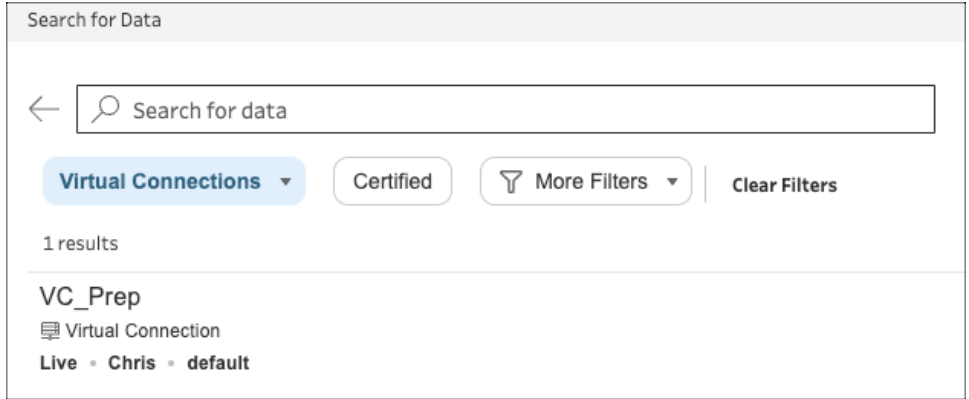 Search for Data
Search for data
Virtual Connections Certified More Filters Clear Filters
1 results
VC_Prep
Virtual Connection
Live • Chris • default